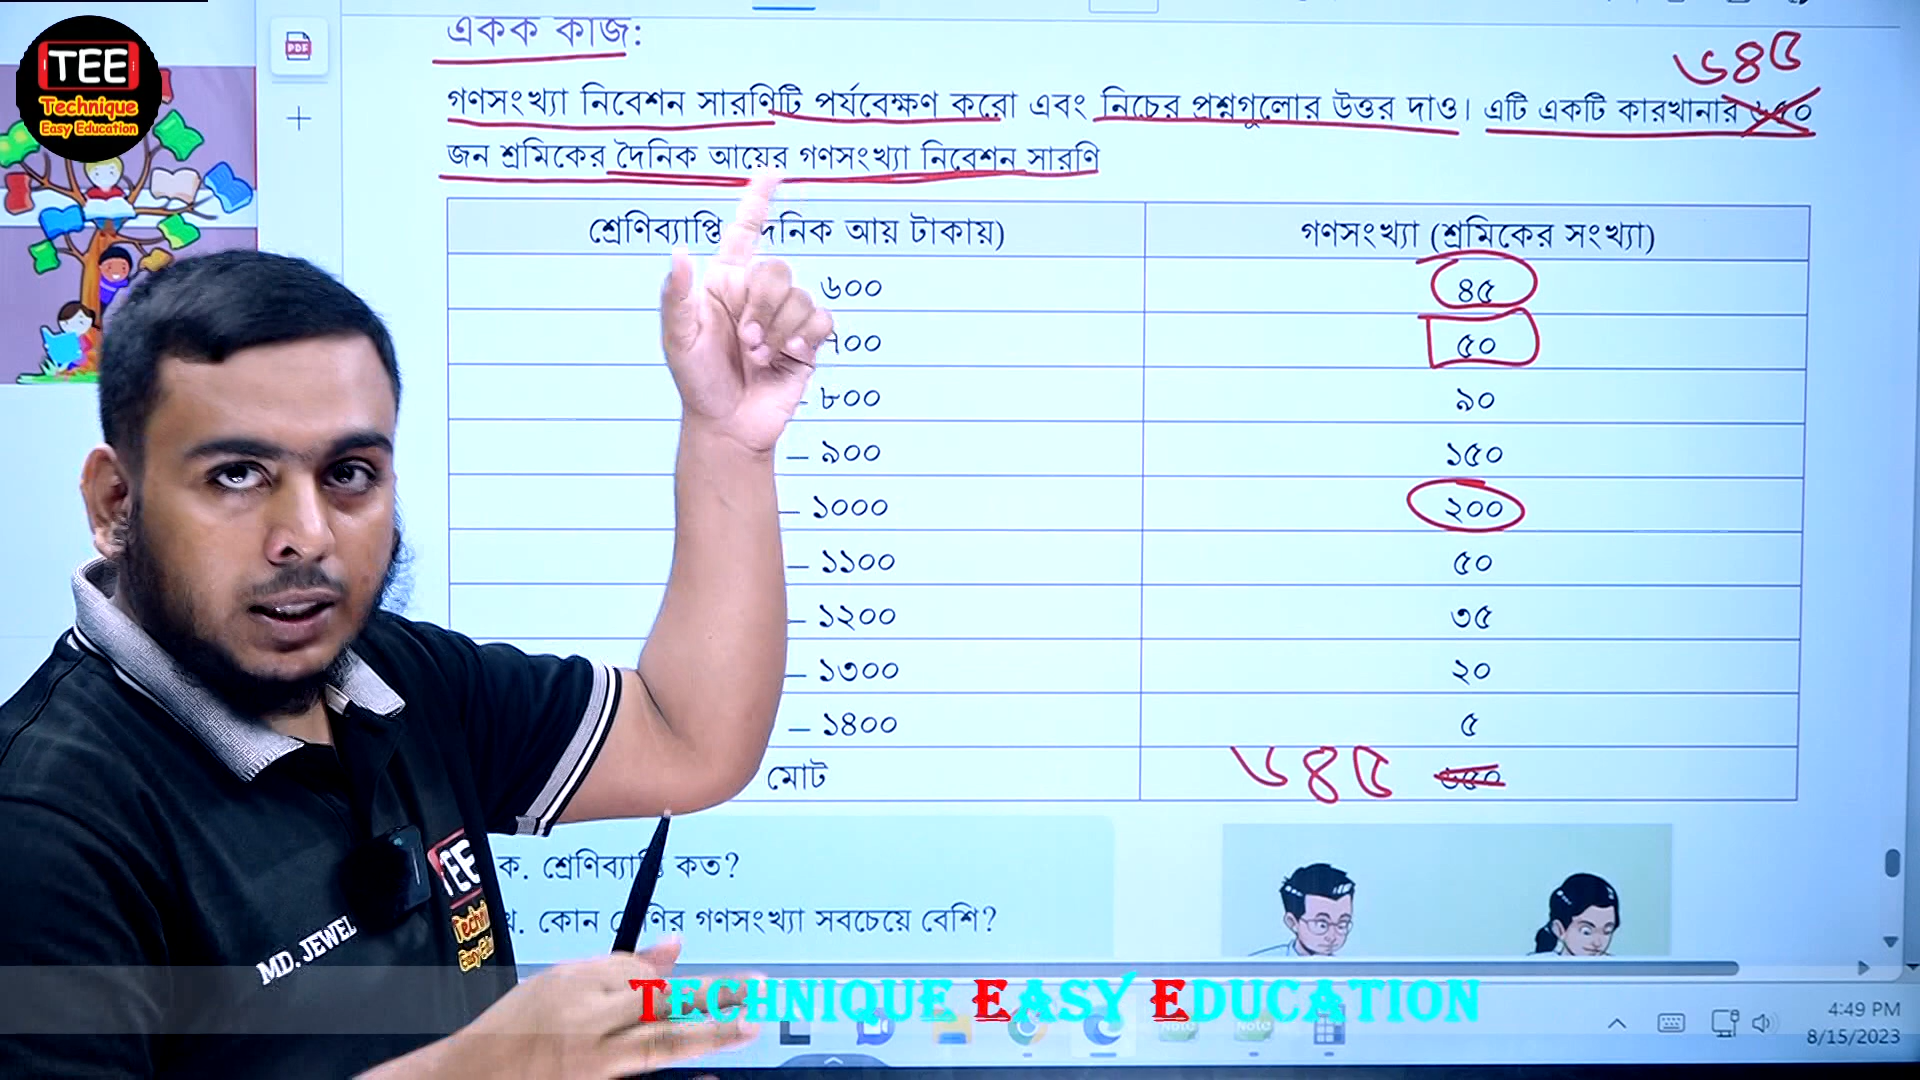 TEE
Technique
Easy Education
PDF
একক কাজ:
৬৪৫
গণসংখ্যা নিবেশন সারণিটি পর্যবেক্ষণ করো এবং নিচের প্রশ্নগুলোর উত্তর দাও। এটি একটি কারখানার ৬৫০
জন শ্রমিকের দৈনিক আয়ের গণসংখ্যা নিবেশন সারণি
শ্রেণিব্যাপ্তি দৈনিক আয় টাকায়) গণসংখ্যা (শ্রমিকের সংখ্যা)
৬০০ ৪৫
৭০০ ৫০
– ৮০০ ৯০
– ৯০০ ১৫০
– ১০০০ ২০০
– ১১০০ ৫০
– ১২০০ ৩৫
– ১৩০০ ২০
– ১৪০০ ৫
মোট ৬৪৫ ৬৫০
ক. শ্রেণিব্যাপ্তি কত?
খ. কোন শ্রেণির গণসংখ্যা সবচেয়ে বেশি?
TEE
MD. JEWEL
TECHNIQUE EASY EDUCATION
4:49 PM
8/15/2023